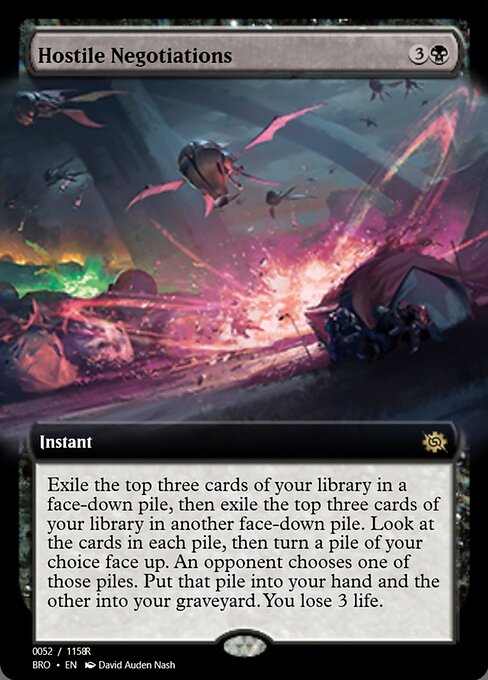 Hostile Negotiations 3
Instant
Exile the top three cards of your library in a
face-down pile, then exile the top three cards of
your library in another face-down pile. Look at
the cards in each pile, then turn a pile of your
choice face up. An opponent chooses one of
those piles. Put that pile into your hand and the
other into your graveyard. You lose 3 life.
0052 / 1158R
BRO • EN David Auden Nash